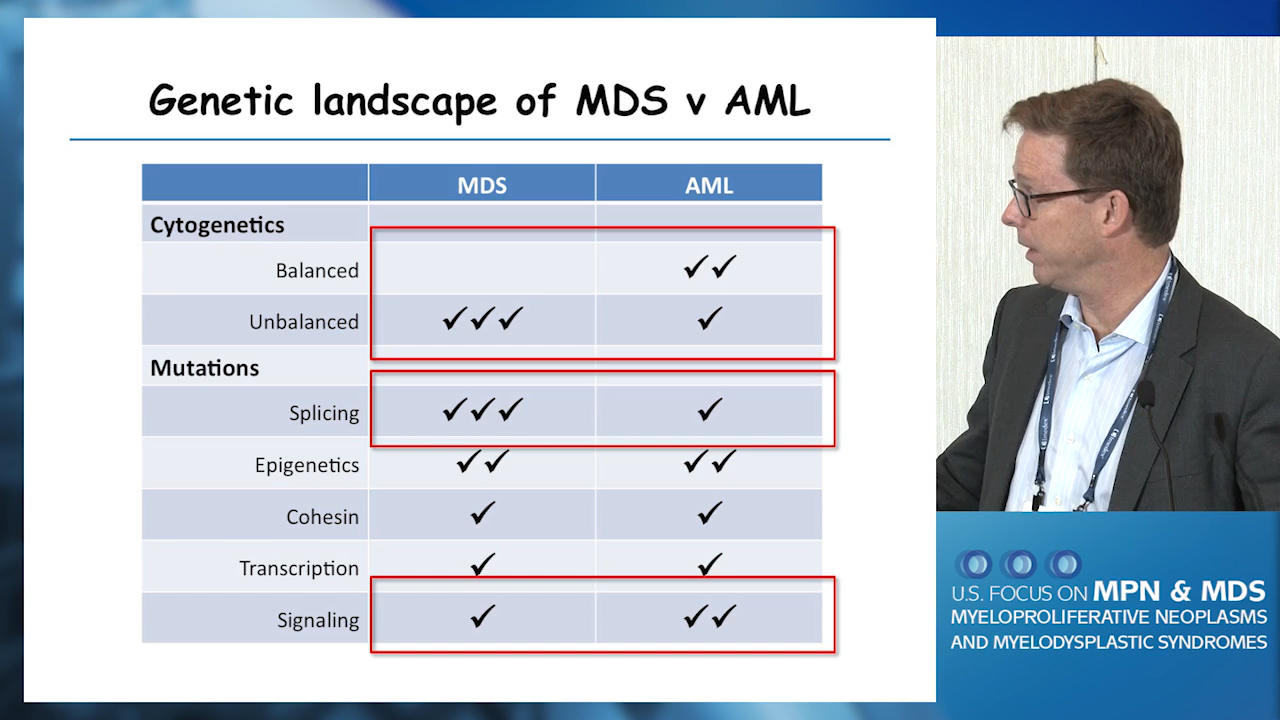 Genetic landscape of MDS v AML
MDS AML
Cytogenetics
Balanced ✓✓
Unbalanced ✓✓✓ ✓
Mutations
Splicing ✓✓✓ ✓
Epigenetics ✓✓ ✓✓
Cohesin ✓ ✓
Transcription ✓ ✓
Signaling ✓ ✓✓
U.S. FOCUS ON MPN & MDS
MYELOPROLIFERATIVE NEOPLASMS
AND MYELODYSPLASTIC SYNDROMES